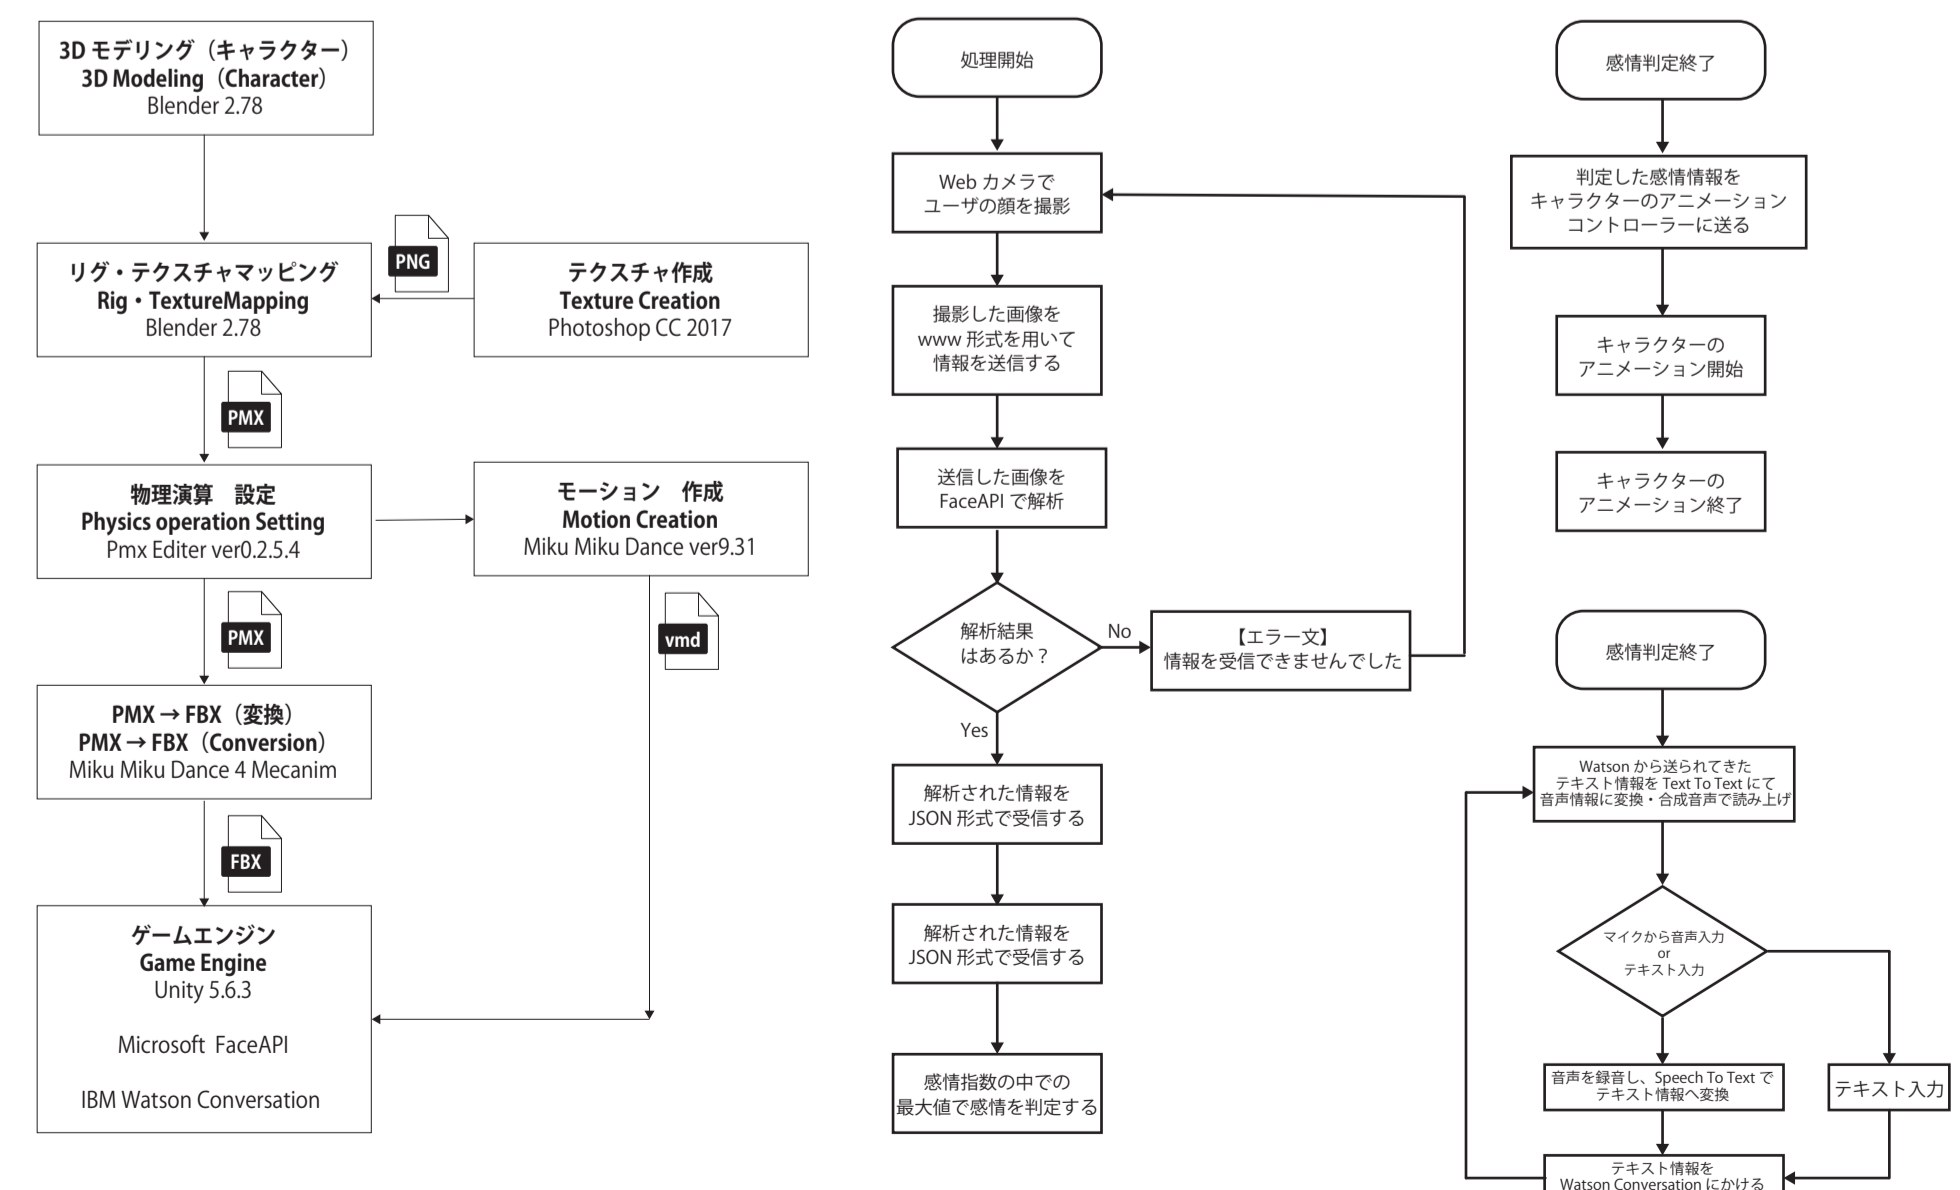 3D モデリング（キャラクター）
3D Modeling（Character）
Blender 2.78
PNG
リグ・テクスチャマッピング
Rig・TextureMapping
Blender 2.78
テクスチャ作成
Texture Creation
Photoshop CC 2017
PMX
物理演算　設定
Physics operation Setting
Pmx Editer ver0.2.5.4
モーション　作成
Motion Creation
Miku Miku Dance ver9.31
PMX
vmd
PMX → FBX（変換）
PMX → FBX（Conversion）
Miku Miku Dance 4 Mecanim
FBX
ゲームエンジン
Game Engine
Unity 5.6.3
Microsoft FaceAPI
IBM Watson Conversation
処理開始
Web カメラで
ユーザの顔を撮影
撮影した画像を
www 形式を用いて
情報を送信する
送信した画像を
FaceAPI で解析
解析結果
はあるか？
No
【エラー文】
情報を受信できませんでした
Yes
解析された情報を
JSON 形式で受信する
解析された情報を
JSON 形式で受信する
感情指数の中での
最大値で感情を判定する
感情判定終了
判定した感情情報を
キャラクターのアニメーション
コントローラーに送る
キャラクターの
アニメーション開始
キャラクターの
アニメーション終了
感情判定終了
Watson から送られてきた
テキスト情報を Text To Text にて
音声情報に変換・合成音声で読み上げ
マイクから音声入力
or
テキスト入力
音声を録音し、Speech To Text で
テキスト情報へ変換
テキスト入力
テキスト情報を
Watson Conversation にかける